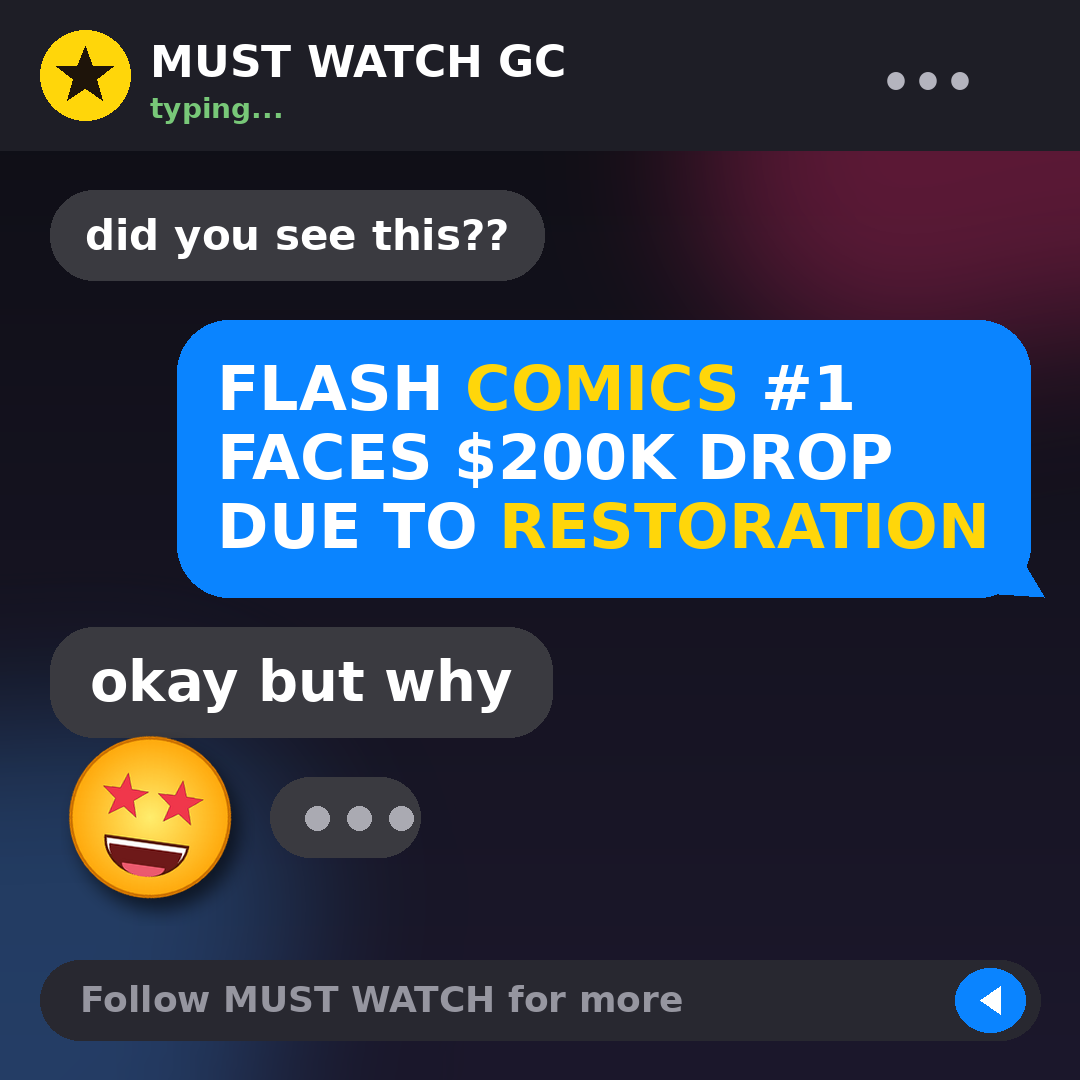 MUST WATCH GC
typing...
did you see this??
FLASH COMICS #1
FACES $200K DROP
DUE TO RESTORATION
okay but why
Follow MUST WATCH for more